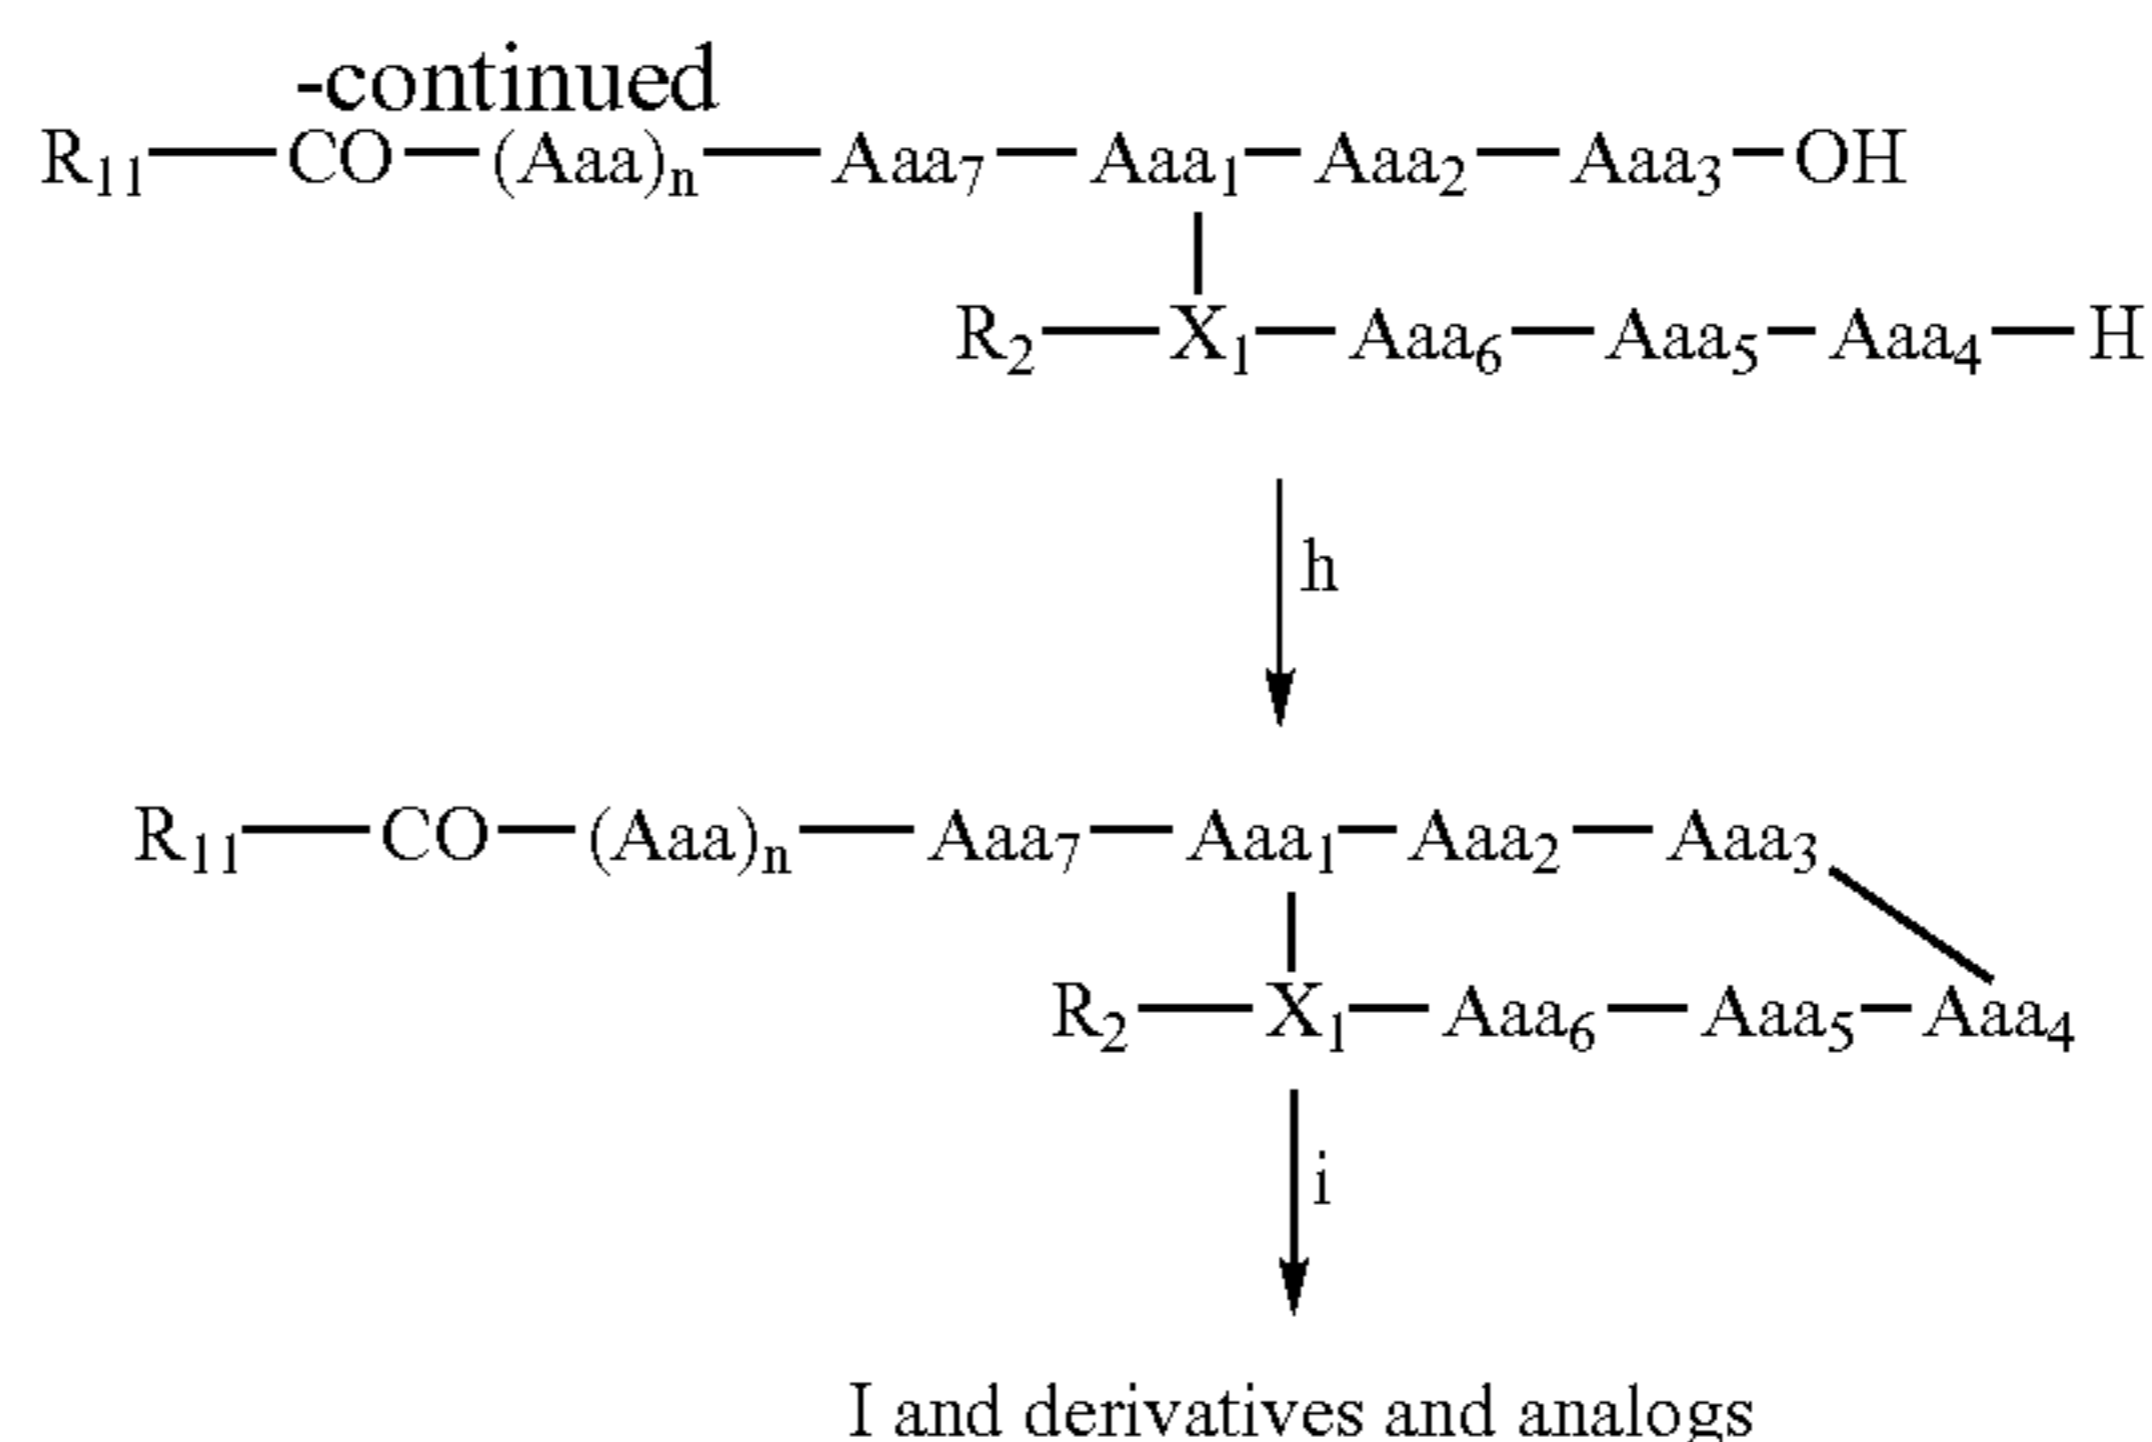 -continued
R₁₁—CO—(Aaa)ₙ—Aaa₇—Aaa₁—Aaa₂—Aaa₃—OH
R₂—X₁—Aaa₆—Aaa₅—Aaa₄—H
h
R₁₁—CO—(Aaa)ₙ—Aaa₇—Aaa₁—Aaa₂—Aaa₃
R₂—X₁—Aaa₆—Aaa₅—Aaa₄
i
I and derivatives and analogs